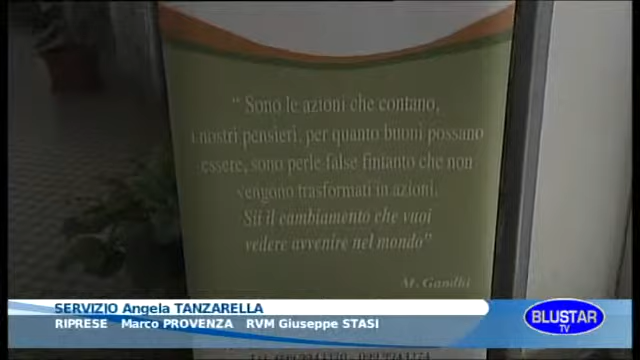 “ Sono le azioni che contano,
i nostri pensieri, per quanto buoni possano
essere, sono perle false fintanto che non
vengono trasformati in azioni.
Sii il cambiamento che vuoi
vedere avvenire nel mondo”
M. Gandhi
SERVIZIO Angela TANZARELLA
RIPRESE Marco PROVENZA RVM Giuseppe STASI
BLUSTAR
TV